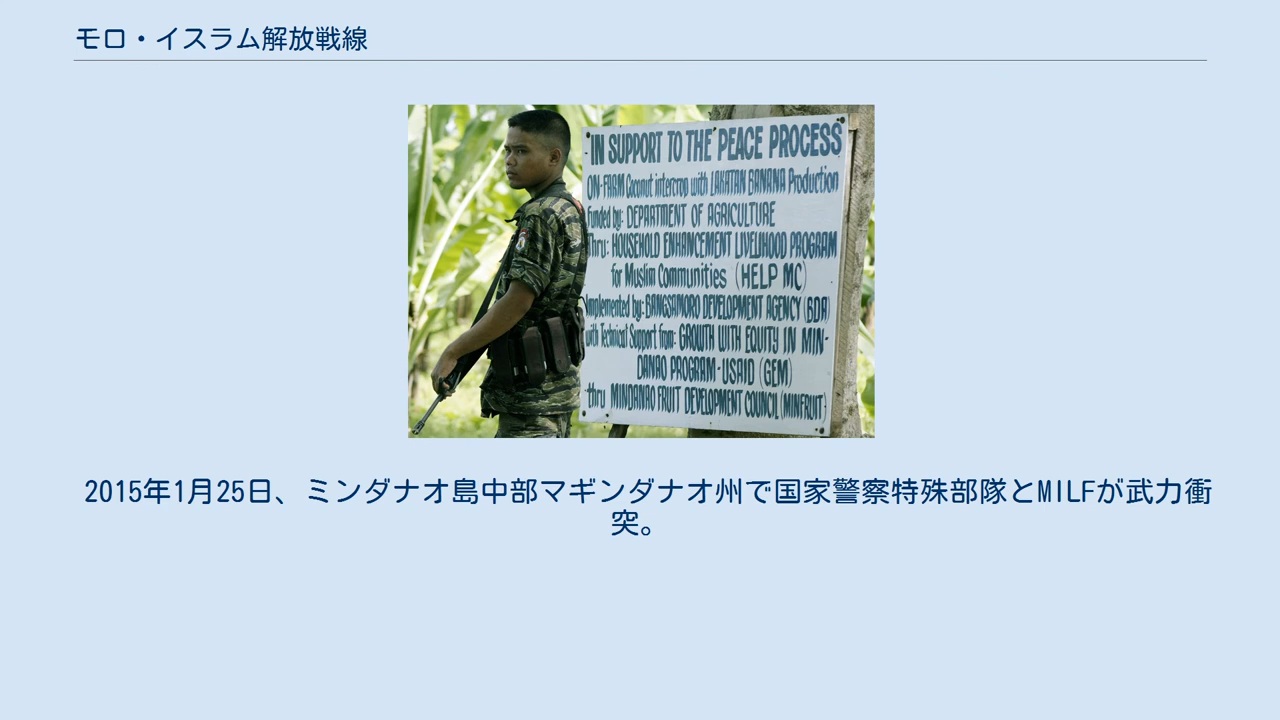 モロ・イスラム解放戦線
IN SUPPORT TO THE PEACE PROCESS
ON-FARM Coconut intercrop with LAKATAN BANANA Production
Funded by: DEPARTMENT OF AGRICULTURE
Thru: HOUSEHOLD ENHANCEMENT LIVELIHOOD PROGRAM
for Muslim Communities (HELP MC)
Implemented by: BANGSAMORO DEVELOPMENT AGENCY (BDA)
with Technical Support from: GROWTH WITH EQUITY IN MIN-
DANAO PROGRAM-USAID (GEM)
thru MINDANAO FRUIT DEVELOPMENT COUNCIL (MINFRUIT)
2015年1月25日、ミンダナオ島中部マギンダナオ州で国家警察特殊部隊とMILFが武力衝
突。